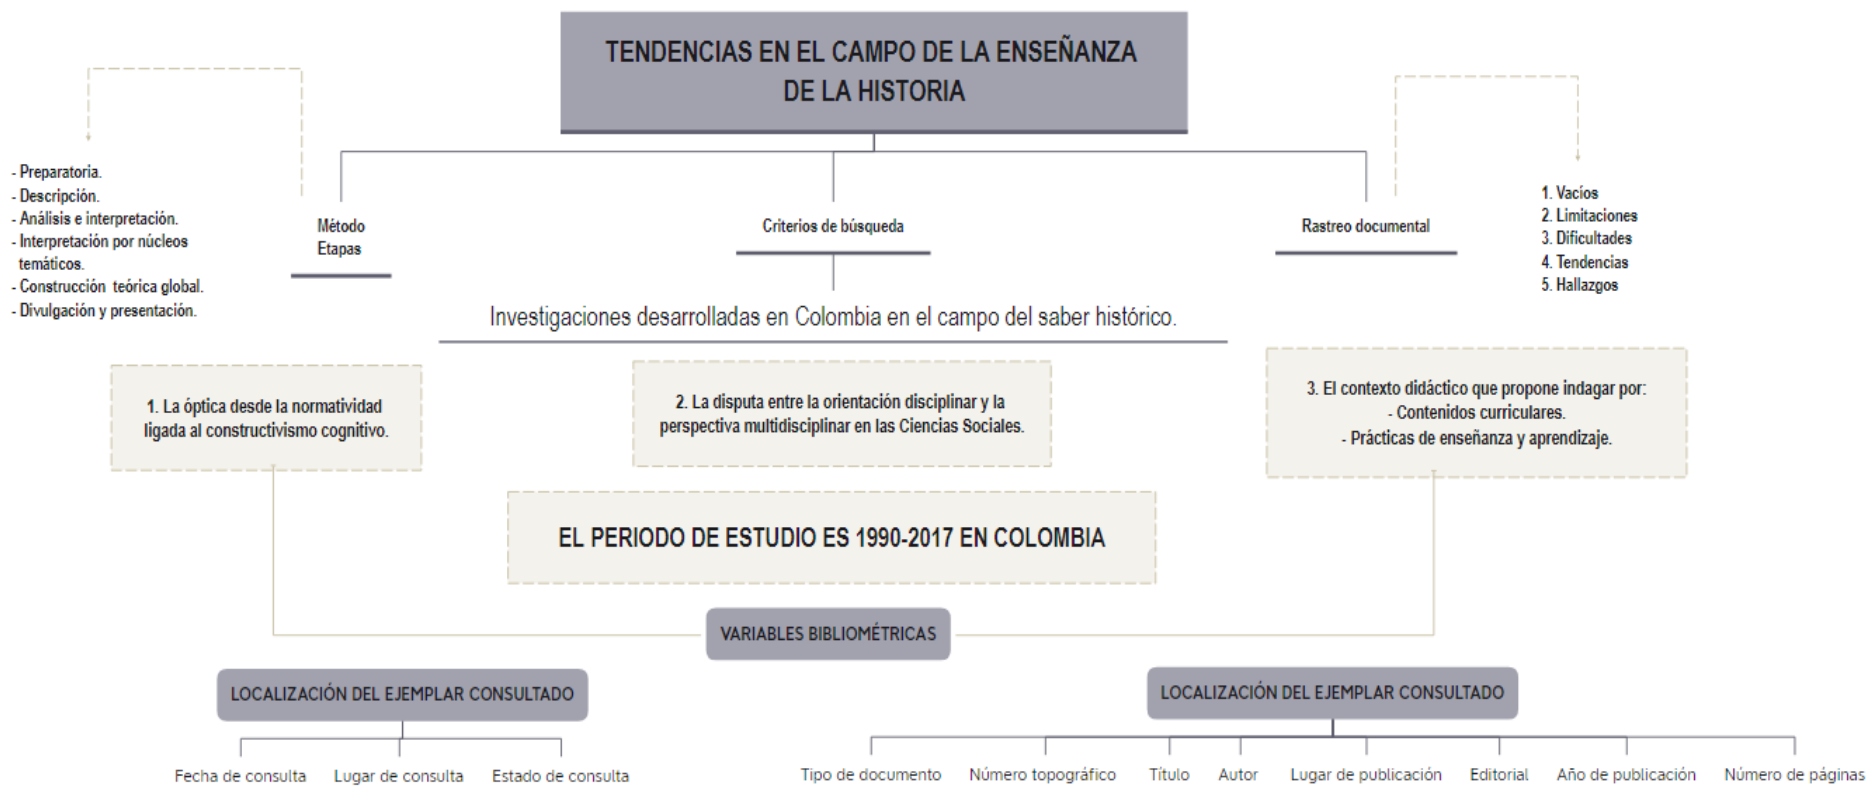 TENDENCIAS EN EL CAMPO DE LA ENSEÑANZA
DE LA HISTORIA
- Preparatoria.
- Descripción.
- Análisis e interpretación.
- Interpretación por núcleos
temáticos.
- Construcción teórica global.
- Divulgación y presentación.
Método
Etapas
Criterios de búsqueda
Rastreo documental
1. Vacíos
2. Limitaciones
3. Dificultades
4. Tendencias
5. Hallazgos
Investigaciones desarrolladas en Colombia en el campo del saber histórico.
1. La óptica desde la normatividad
ligada al constructivismo cognitivo.
2. La disputa entre la orientación disciplinar y la
perspectiva multidisciplinar en las Ciencias Sociales.
3. El contexto didáctico que propone indagar por:
- Contenidos curriculares.
- Prácticas de enseñanza y aprendizaje.
EL PERIODO DE ESTUDIO ES 1990-2017 EN COLOMBIA
VARIABLES BIBLIOMÉTRICAS
LOCALIZACIÓN DEL EJEMPLAR CONSULTADO
Fecha de consulta
Lugar de consulta
Estado de consulta
LOCALIZACIÓN DEL EJEMPLAR CONSULTADO
Tipo de documento
Número topográfico
Título
Autor
Lugar de publicación
Editorial
Año de publicación
Número de páginas